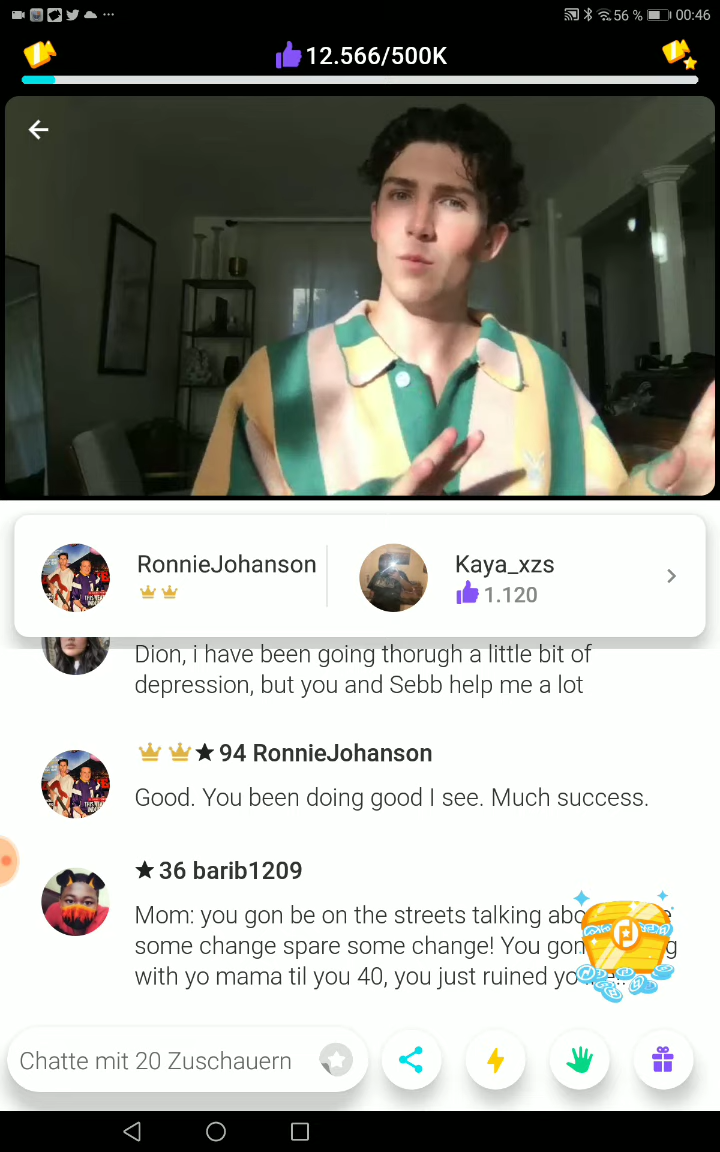 56 % 00:46
12.566/500K
RonnieJohanson
Kaya_xzs
1.120
Dion, i have been going thorugh a little bit of
depression, but you and Sebb help me a lot
94 RonnieJohanson
Good. You been doing good I see. Much success.
36 barib1209
Mom: you gon be on the streets talking
some change spare some change! You
with yo mama til you 40, you just ruined
Chatte mit 20 Zuschauern